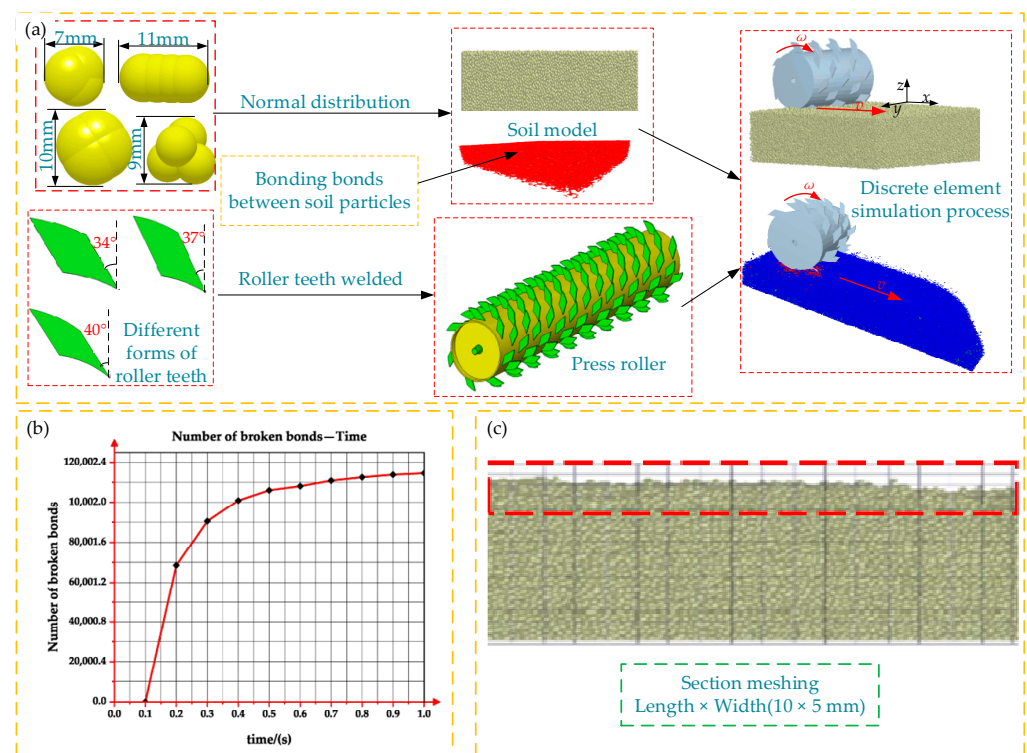 (a)
7mm
11mm
10mm
9mm
Normal distribution
Soil model
Bonding bonds
between soil particles
ω
z
x
y
v
Discrete element
simulation process
ω
v
34°
37°
40°
Different
forms of
roller teeth
Roller teeth welded
Press roller
(b)
Number of broken bonds—Time
Number of broken bonds
120,002.4
10,002.0
80,001.6
60,001.2
40,000.8
20,000.4
0.0
0.0 0.1 0.2 0.3 0.4 0.5 0.6 0.7 0.8 0.9 1.0
time/(s)
(c)
Section meshing
Length × Width(10 × 5 mm)